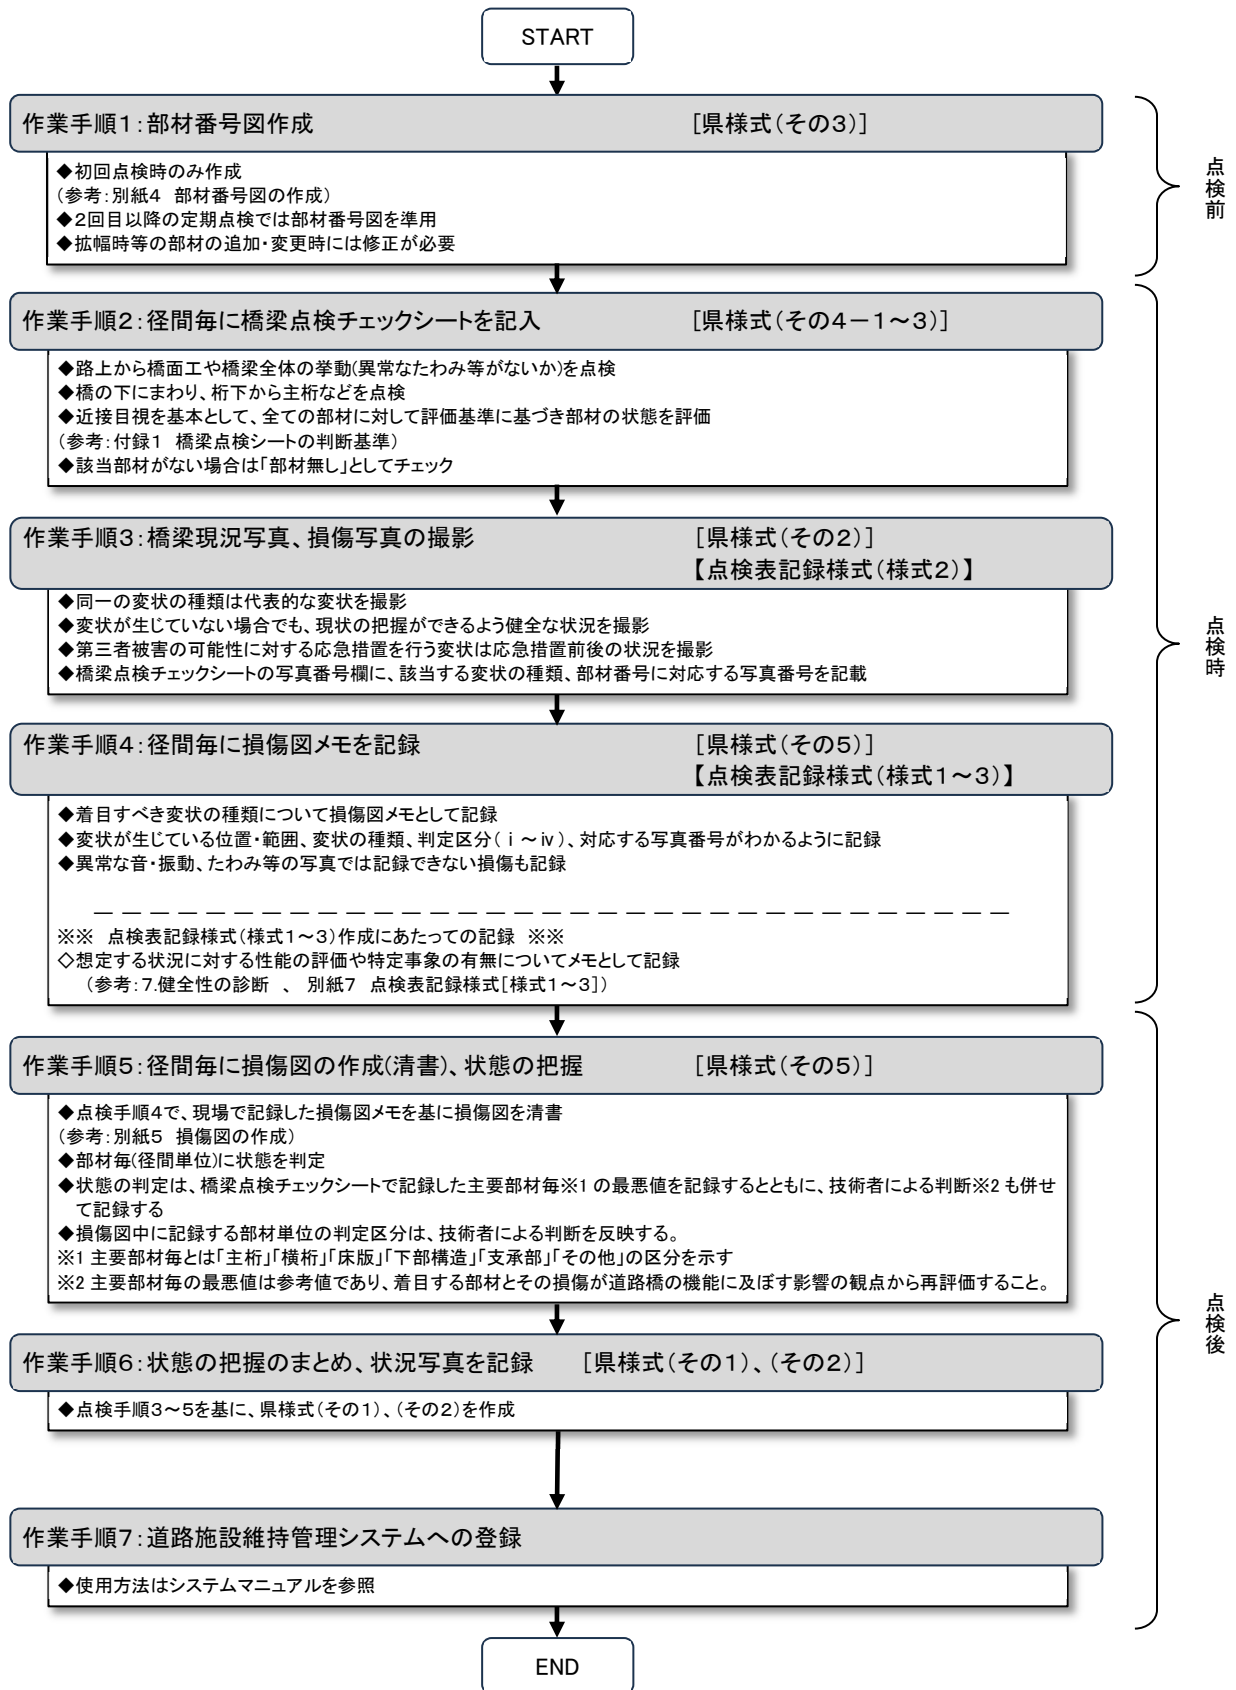 START
作業手順1：部材番号図作成 ［県様式（その3）］
◆初回点検時のみ作成
（参考：別紙4 部材番号図の作成）
◆2回目以降の定期点検では部材番号図を準用
◆拡幅時等の部材の追加・変更時には修正が必要
点検前
作業手順2：径間毎に橋梁点検チェックシートを記入 ［県様式（その4－1～3）］
◆路上から橋面工や橋梁全体の挙動(異常なたわみ等がないか)を点検
◆橋の下にまわり、桁下から主桁などを点検
◆近接目視を基本として、全ての部材に対して評価基準に基づき部材の状態を評価
（参考：付録1 橋梁点検シートの判断基準）
◆該当部材がない場合は「部材無し」としてチェック
作業手順3：橋梁現況写真、損傷写真の撮影 ［県様式（その2）］
【点検表記録様式（様式2）】
◆同一の変状の種類は代表的な変状を撮影
◆変状が生じていない場合でも、現状の把握ができるよう健全な状況を撮影
◆第三者被害の可能性に対する応急措置を行う変状は応急措置前後の状況を撮影
◆橋梁点検チェックシートの写真番号欄に、該当する変状の種類、部材番号に対応する写真番号を記載
点検時
作業手順4：径間毎に損傷図メモを記録 ［県様式（その5）］
【点検表記録様式（様式1～3）】
◆着目すべき変状の種類について損傷図メモとして記録
◆変状が生じている位置・範囲、変状の種類、判定区分（ⅰ～ⅳ）、対応する写真番号がわかるように記録
◆異常な音・振動、たわみ等の写真では記録できない損傷も記録
－－－－－－－－－－－－－－－－－－－－－－－－－－－－－－－－－
※※ 点検表記録様式（様式1～3）作成にあたっての記録 ※※
◇想定する状況に対する性能の評価や特定事象の有無についてメモとして記録
（参考：7.健全性の診断 、 別紙7 点検表記録様式［様式1～3］）
作業手順5：径間毎に損傷図の作成(清書)、状態の把握 ［県様式（その5）］
◆点検手順4で、現場で記録した損傷図メモを基に損傷図を清書
（参考：別紙5 損傷図の作成）
◆部材毎(径間単位)に状態を判定
◆状態の判定は、橋梁点検チェックシートで記録した主要部材毎※1 の最悪値を記録するとともに、技術者による判断※2 も併せ
て記録する
◆損傷図中に記録する部材単位の判定区分は、技術者による判断を反映する。
※1 主要部材毎とは「主桁」「横桁」「床版」「下部構造」「支承部」「その他」の区分を示す
※2 主要部材毎の最悪値は参考値であり、着目する部材とその損傷が道路橋の機能に及ぼす影響の観点から再評価すること。
点検後
作業手順6：状態の把握のまとめ、状況写真を記録 ［県様式（その1）、（その2）］
◆点検手順3～5を基に、県様式（その1）、（その2）を作成
作業手順7：道路施設維持管理システムへの登録
◆使用方法はシステムマニュアルを参照
END